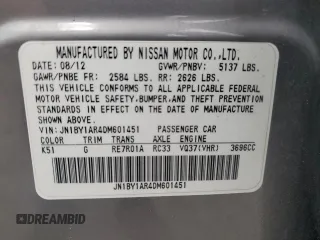 MANUFACTURED BY NISSAN MOTOR CO.,LTD.
DATE: 08/12 GVWR/PNBV: 5137 LBS.
GAWR/PNBE FR: 2584 LBS. RR: 2626 LBS.
THIS VEHICLE CONFORMS TO ALL APPLICABLE FEDERAL
MOTOR VEHICLE SAFETY, BUMPER, AND THEFT PREVENTION
STANDARDS IN EFFECT ON THE DATE OF MANUFACTURE
SHOWN ABOVE.
VIN: JN1BY1AR4DM601451 PASSENGER CAR
COLOR TRIM TRANS AXLE ENGINE
K51 G RE7R01A RC33 VQ37(VHR) 3696CC
JN1BY1AR4DM601451
© DREAMBID AND IAAI